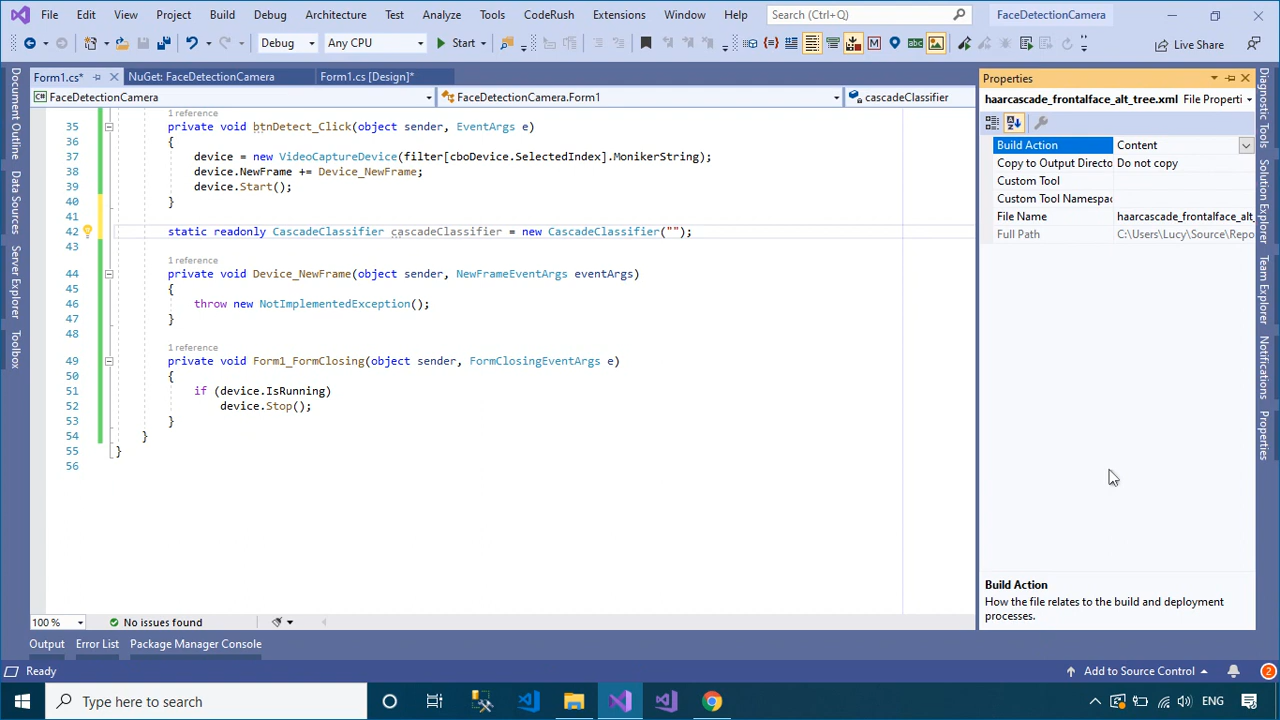 File Edit View Project Build Debug Architecture Test Analyze Tools CodeRush Extensions Window Help Search (Ctrl+Q) FaceDetectionCamera
Debug Any CPU Start Live Share
Form1.cs* NuGet: FaceDetectionCamera Form1.cs [Design]*
FaceDetectionCamera FaceDetectionCamera.Form1 cascadeClassifier
1 reference
35 private void btnDetect_Click(object sender, EventArgs e)
36 {
37 device = new VideoCaptureDevice(filter[cboDevice.SelectedIndex].MonikerString);
38 device.NewFrame += Device_NewFrame;
39 device.Start();
40 }
41
42 static readonly CascadeClassifier cascadeClassifier = new CascadeClassifier("");
43
1 reference
44 private void Device_NewFrame(object sender, NewFrameEventArgs eventArgs)
45 {
46 throw new NotImplementedException();
47 }
48
1 reference
49 private void Form1_FormClosing(object sender, FormClosingEventArgs e)
50 {
51 if (device.IsRunning)
52 device.Stop();
53 }
54 }
55 }
56
100 % No issues found
Output Error List Package Manager Console
Ready Add to Source Control 2
Type here to search ENG
Document Outline
Data Sources
Server Explorer
Toolbox
Properties
haarcascade_frontalface_alt_tree.xml File Properti
Build Action Content
Copy to Output Directo Do not copy
Custom Tool
Custom Tool Namespac
File Name haarcascade_frontalface_alt_
Full Path C:\Users\Lucy\Source\Repo
Build Action
How the file relates to the build and deployment
processes.
Diagnostic Tools
Solution Explorer
Team Explorer
Notifications
Properties